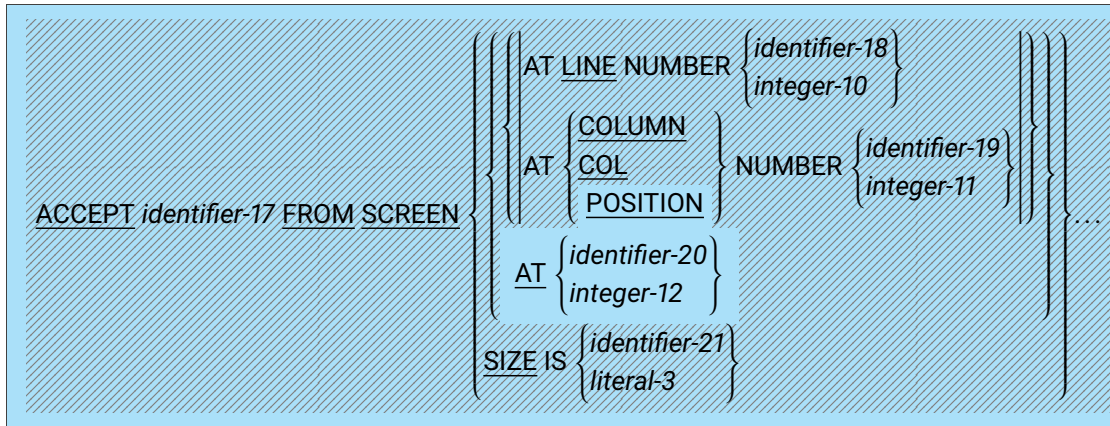 AT LINE NUMBER {identifier-18
integer-10}
AT {COLUMN
COL
POSITION} NUMBER {identifier-19
integer-11}
ACCEPT identifier-17 FROM SCREEN ...
AT {identifier-20
integer-12}
SIZE IS {identifier-21
literal-3}